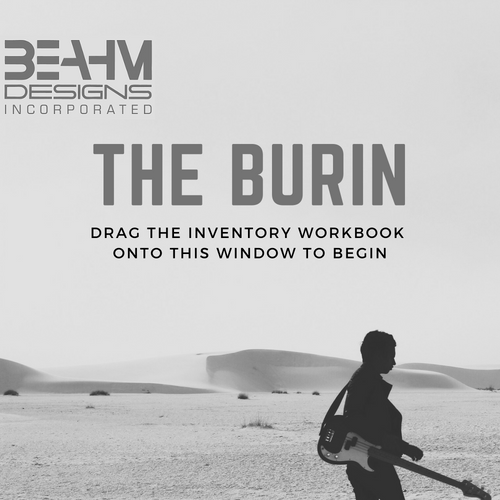 BEAHM
DESIGNS
INCORPORATED
THE BURIN
DRAG THE INVENTORY WORKBOOK
ONTO THIS WINDOW TO BEGIN